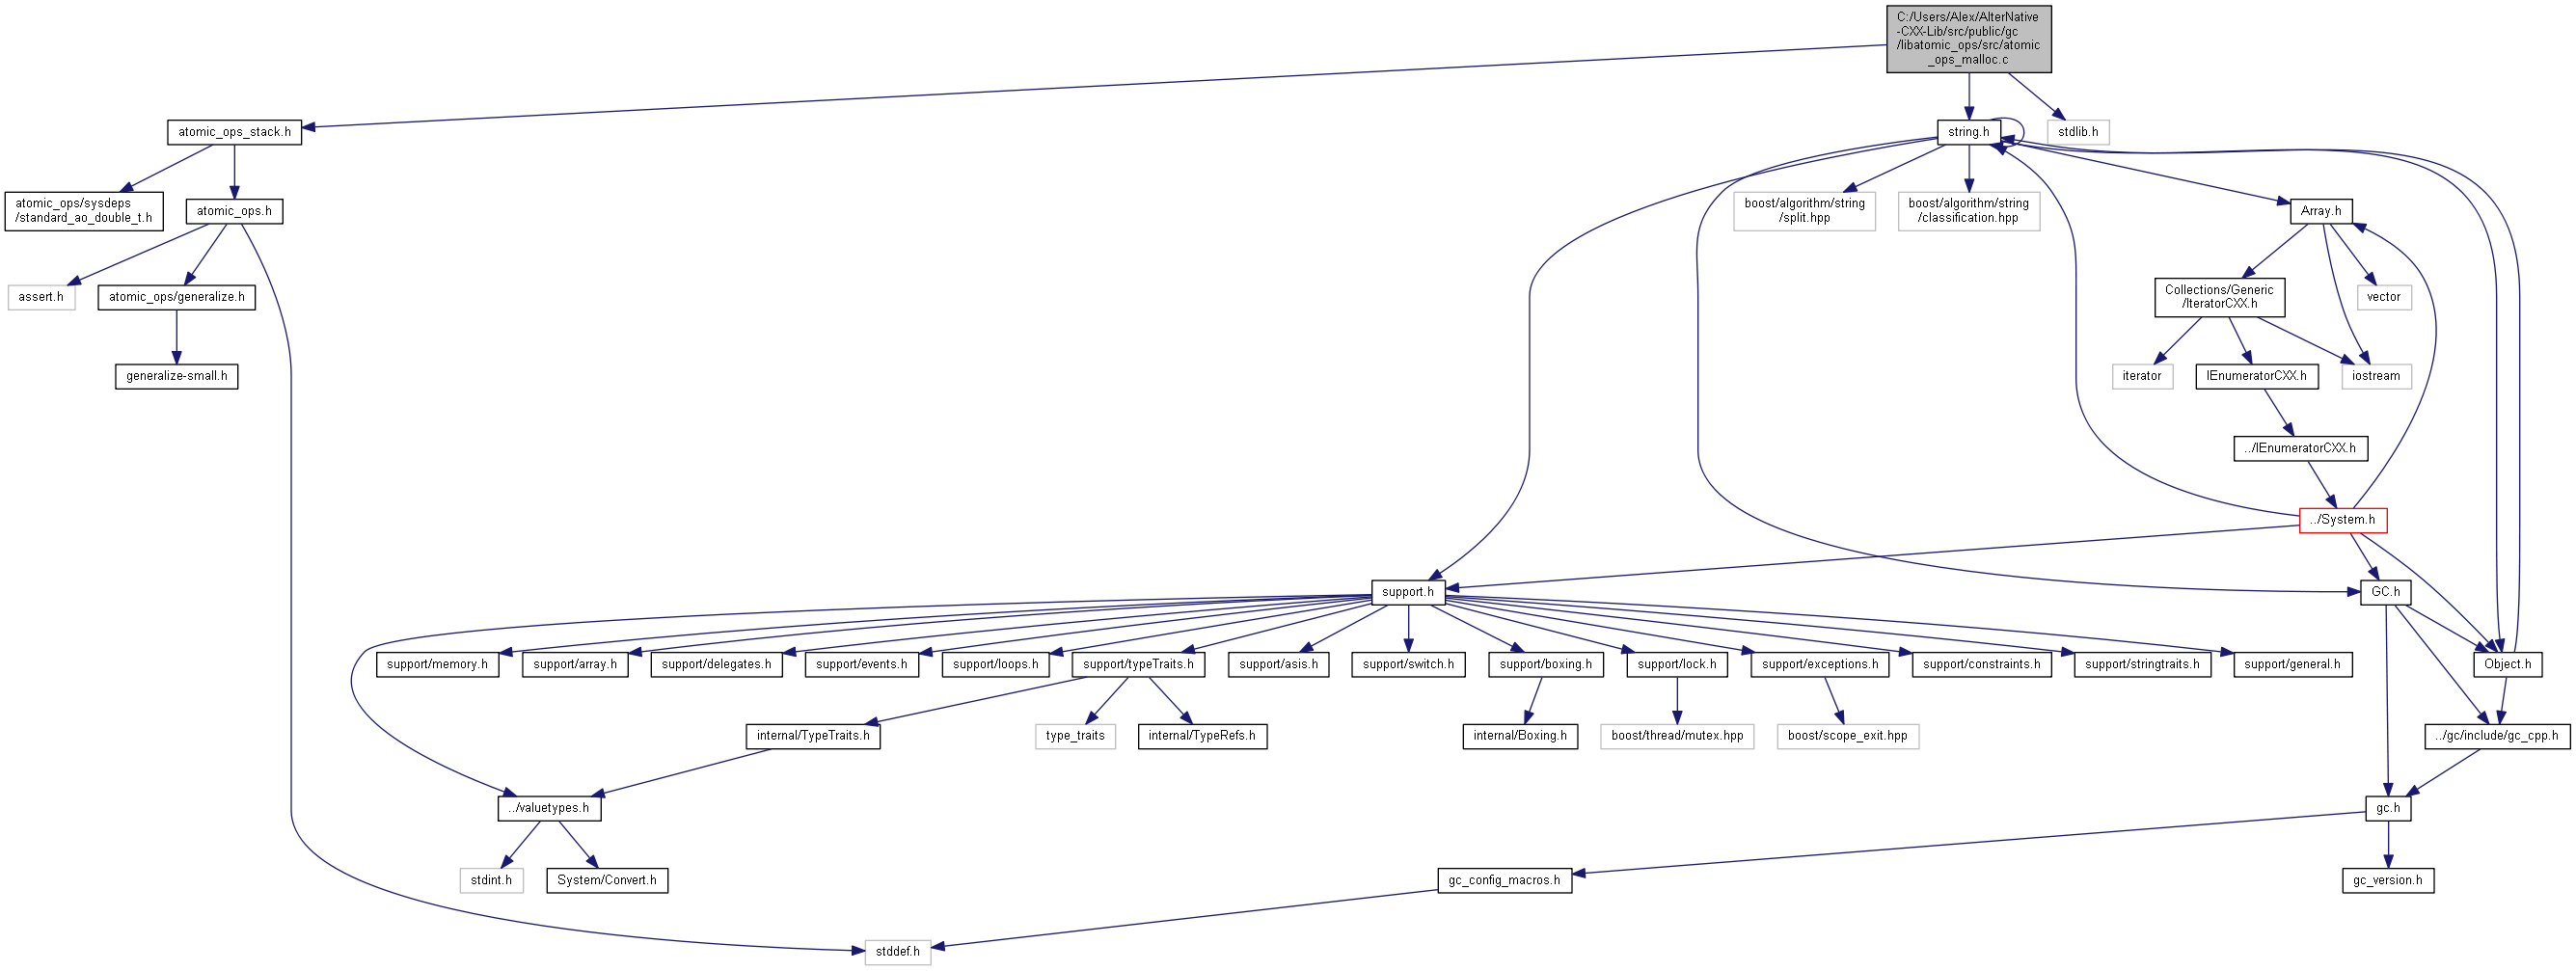 C:/Users/Alex/AlterNative
-CXX-Lib/src/public/gc
/libatomic_ops/src/atomic
_ops_malloc.c
atomic_ops_stack.h
string.h
stdlib.h
atomic_ops/sysdeps
/standard_ao_double_t.h
atomic_ops.h
boost/algorithm/string
/split.hpp
boost/algorithm/string
/classification.hpp
Array.h
assert.h
atomic_ops/generalize.h
Collections/Generic
/IteratorCXX.h
vector
generalize-small.h
iterator
IEnumeratorCXX.h
iostream
../IEnumeratorCXX.h
../System.h
support.h
GC.h
support/memory.h
support/array.h
support/delegates.h
support/events.h
support/loops.h
support/typeTraits.h
support/asis.h
support/switch.h
support/boxing.h
support/lock.h
support/exceptions.h
support/constraints.h
support/stringtraits.h
support/general.h
Object.h
internal/TypeTraits.h
type_traits
internal/TypeRefs.h
internal/Boxing.h
boost/thread/mutex.hpp
boost/scope_exit.hpp
../gc/include/gc_cpp.h
../valuetypes.h
gc.h
stdint.h
System/Convert.h
gc_config_macros.h
gc_version.h
stddef.h